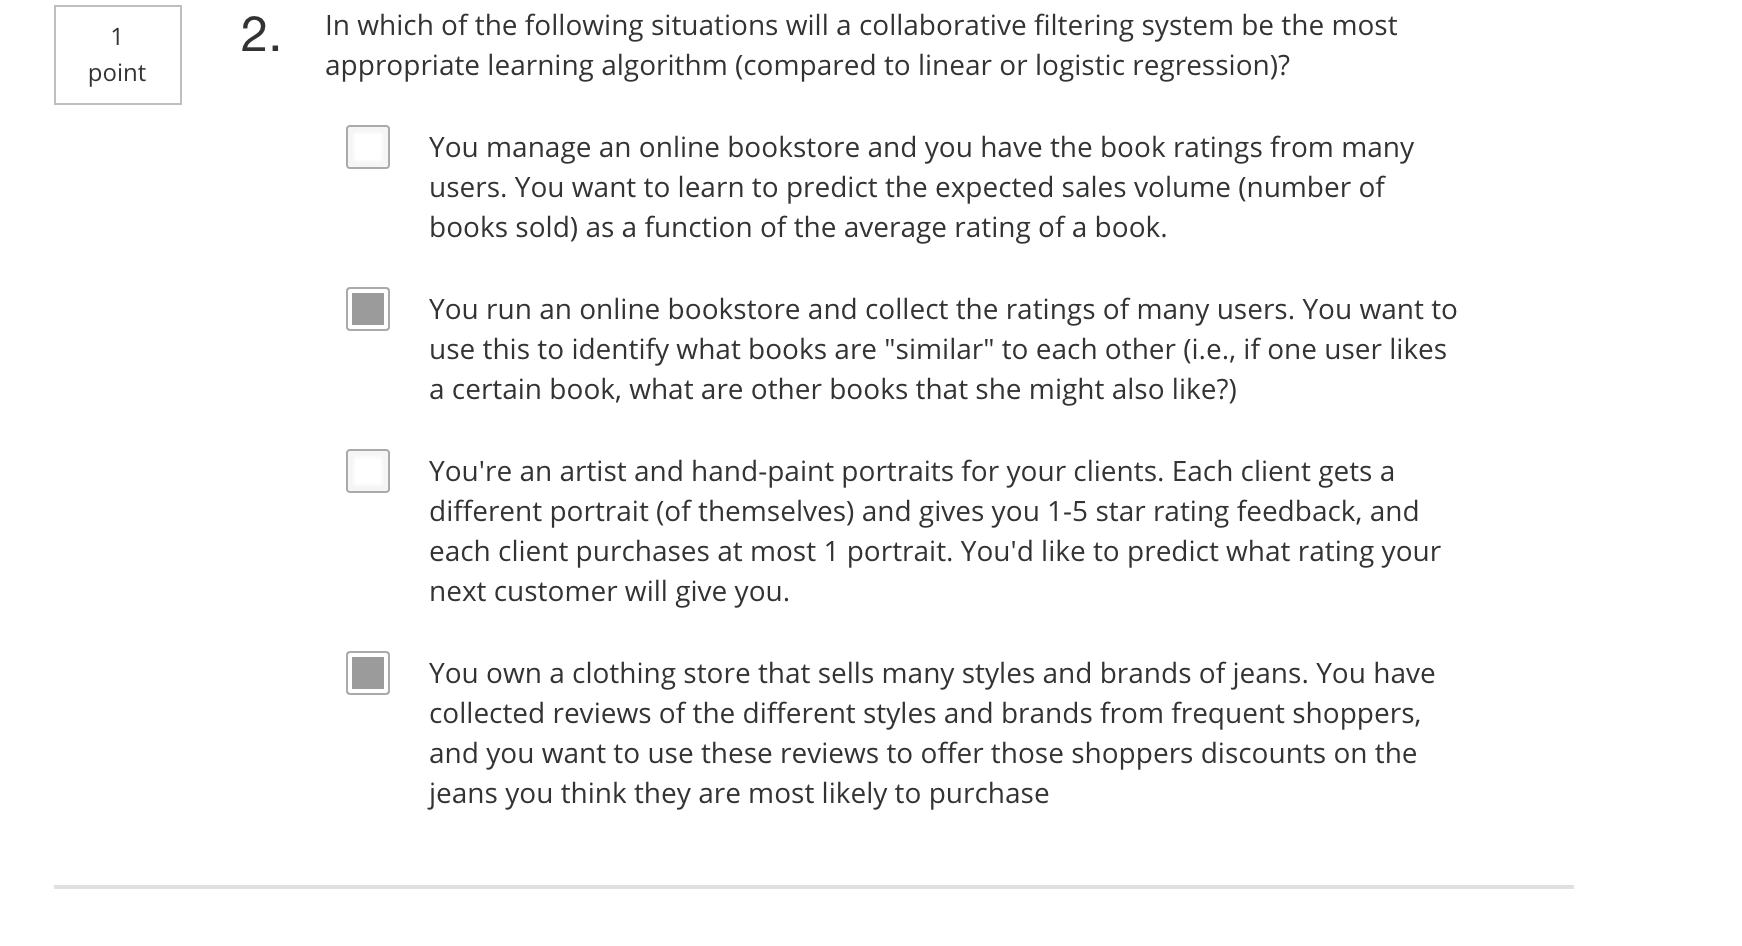 1
point
2.
In which of the following situations will a collaborative filtering system be the most
appropriate learning algorithm (compared to linear or logistic regression)?
You manage an online bookstore and you have the book ratings from many
users. You want to learn to predict the expected sales volume (number of
books sold) as a function of the average rating of a book.
You run an online bookstore and collect the ratings of many users. You want to
use this to identify what books are "similar" to each other (i.e., if one user likes
a certain book, what are other books that she might also like?)
You're an artist and hand-paint portraits for your clients. Each client gets a
different portrait (of themselves) and gives you 1-5 star rating feedback, and
each client purchases at most 1 portrait. You'd like to predict what rating your
next customer will give you.
You own a clothing store that sells many styles and brands of jeans. You have
collected reviews of the different styles and brands from frequent shoppers,
and you want to use these reviews to offer those shoppers discounts on the
jeans you think they are most likely to purchase